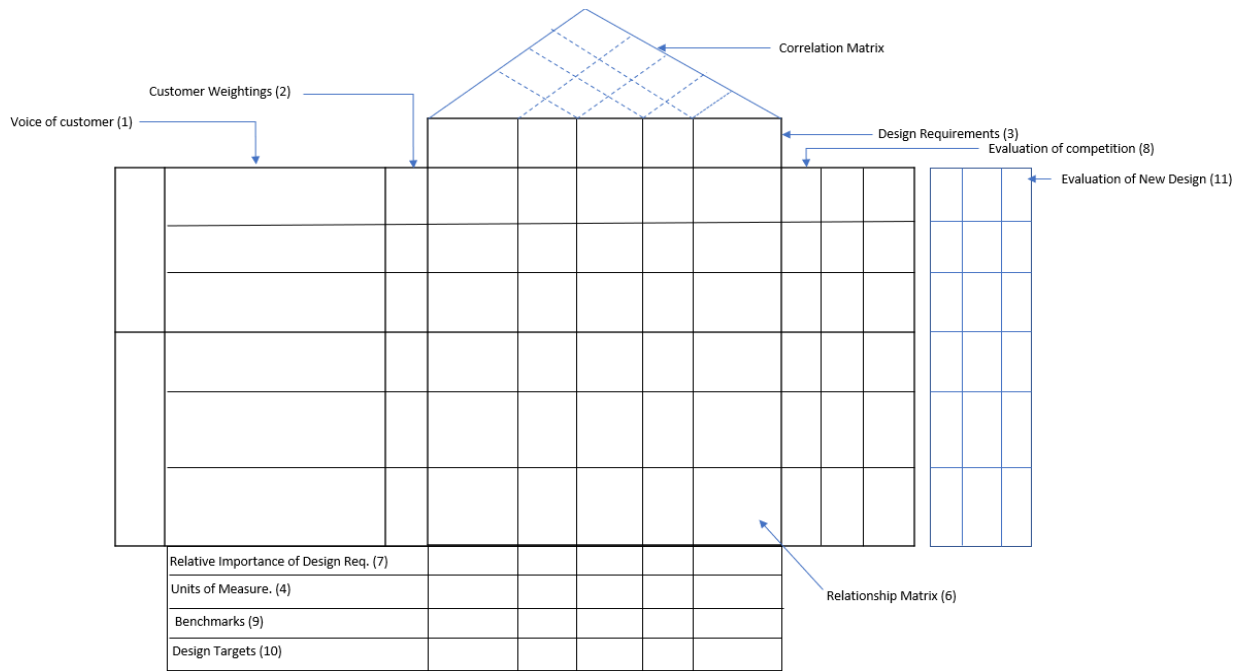 Correlation Matrix
Customer Weightings (2)
Voice of customer (1)
Design Requirements (3)
Evaluation of competition (8)
Evaluation of New Design (11)
Relative Importance of Design Req. (7)
Units of Measure. (4)
Relationship Matrix (6)
Benchmarks (9)
Design Targets (10)